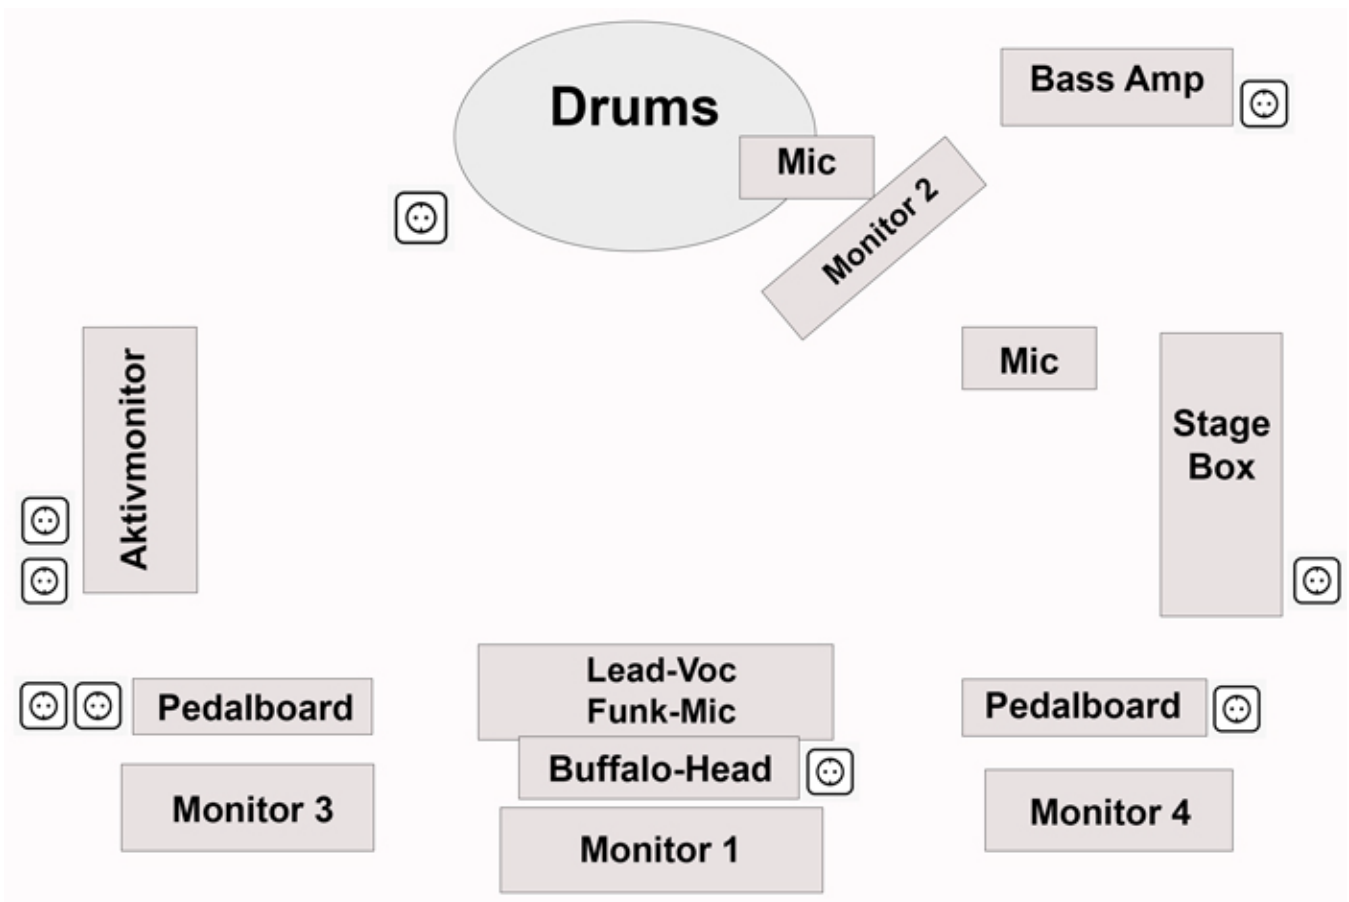 Drums
Bass Amp
Mic
Monitor 2
Mic
Aktivmonitor
Stage
Box
Lead-Voc
Funk-Mic
Pedalboard
Pedalboard
Buffalo-Head
Monitor 3
Monitor 4
Monitor 1